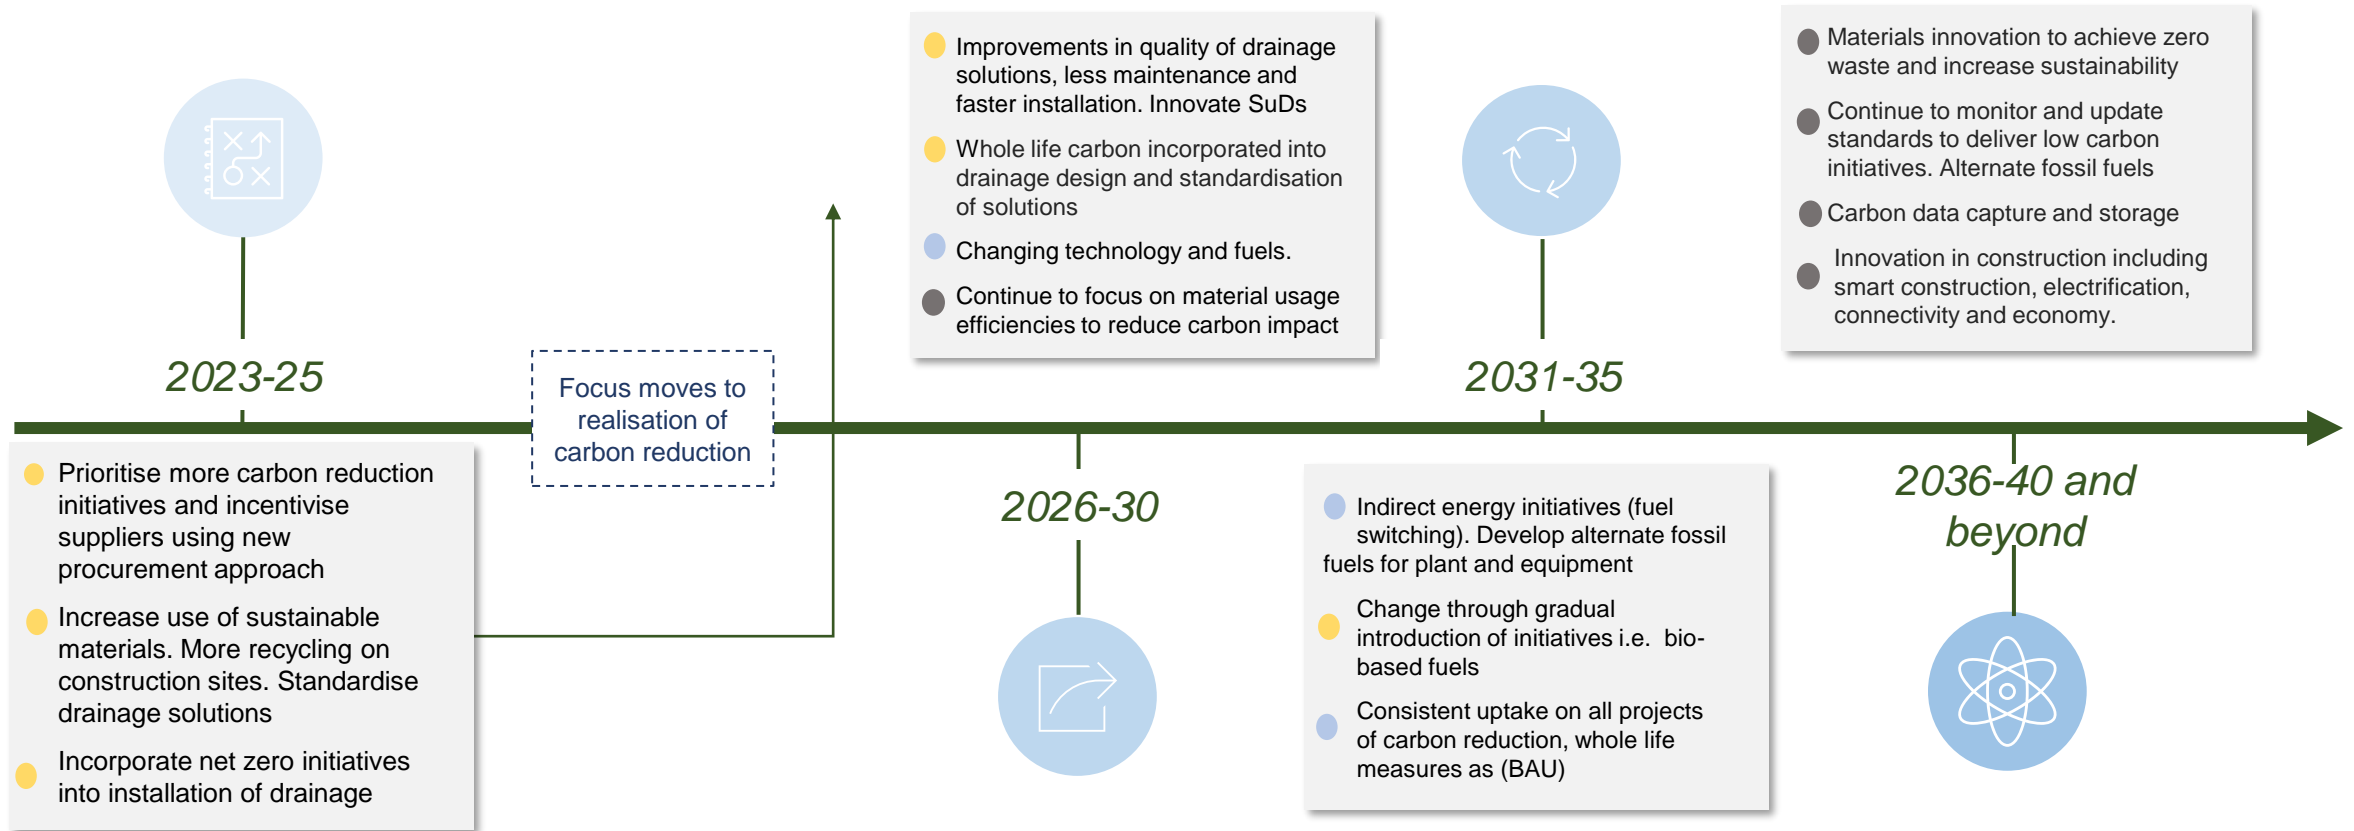 2023-25
Prioritise more carbon reduction
initiatives and incentivise
suppliers using new
procurement approach
Increase use of sustainable
materials. More recycling on
construction sites. Standardise
drainage solutions
Incorporate net zero initiatives
into installation of drainage
Focus moves to
realisation of
carbon reduction
Improvements in quality of drainage
solutions, less maintenance and
faster installation. Innovate SuDs
Whole life carbon incorporated into
drainage design and standardisation
of solutions
Changing technology and fuels.
Continue to focus on material usage
efficiencies to reduce carbon impact
2026-30
2031-35
Indirect energy initiatives (fuel
switching). Develop alternate fossil
fuels for plant and equipment
Change through gradual
introduction of initiatives i.e. bio-
based fuels
Consistent uptake on all projects
of carbon reduction, whole life
measures as (BAU)
Materials innovation to achieve zero
waste and increase sustainability
Continue to monitor and update
standards to deliver low carbon
initiatives. Alternate fossil fuels
Carbon data capture and storage
Innovation in construction including
smart construction, electrification,
connectivity and economy.
2036-40 and
beyond